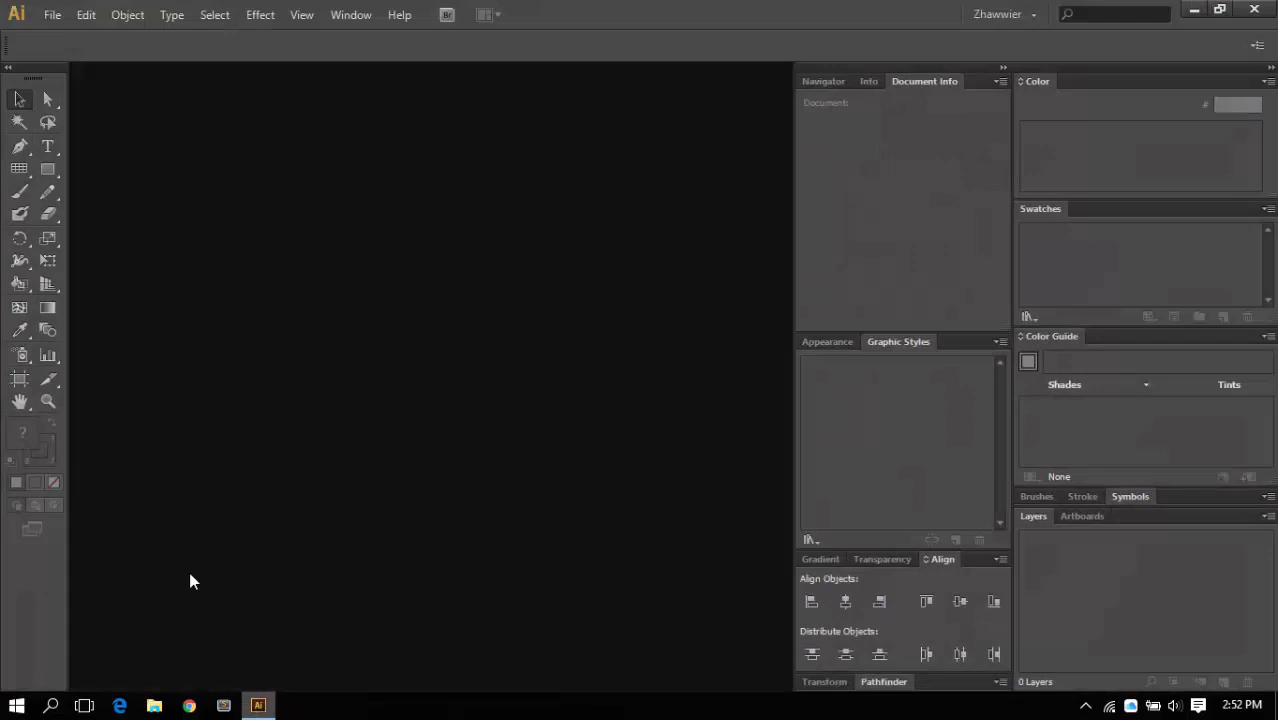 Ai File Edit Object Type Select Effect View Window Help Br Zhawwier
Navigator Info Document Info
Document:
Color
#
Swatches
Appearance Graphic Styles
Color Guide
Shades Tints
None
Brushes Stroke Symbols
Layers Artboards
Gradient Transparency Align
Align Objects:
Distribute Objects:
Transform Pathfinder
0 Layers
?
Ai 2:52 PM